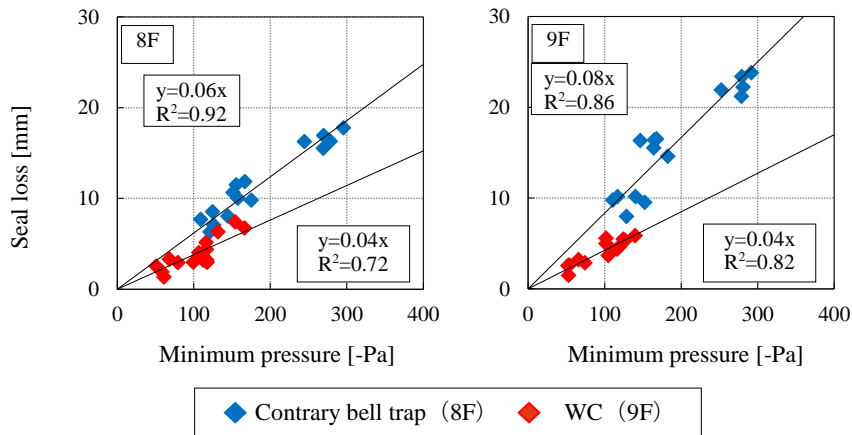 30
20
10
0
Seal loss [mm]
8F
y=0.06x
R²=0.92
y=0.04x
R²=0.72
0 100 200 300 400
Minimum pressure [-Pa]
30
20
10
0
9F
y=0.08x
R²=0.86
y=0.04x
R²=0.82
0 100 200 300 400
Minimum pressure [-Pa]
Contrary bell trap（8F） WC（9F）